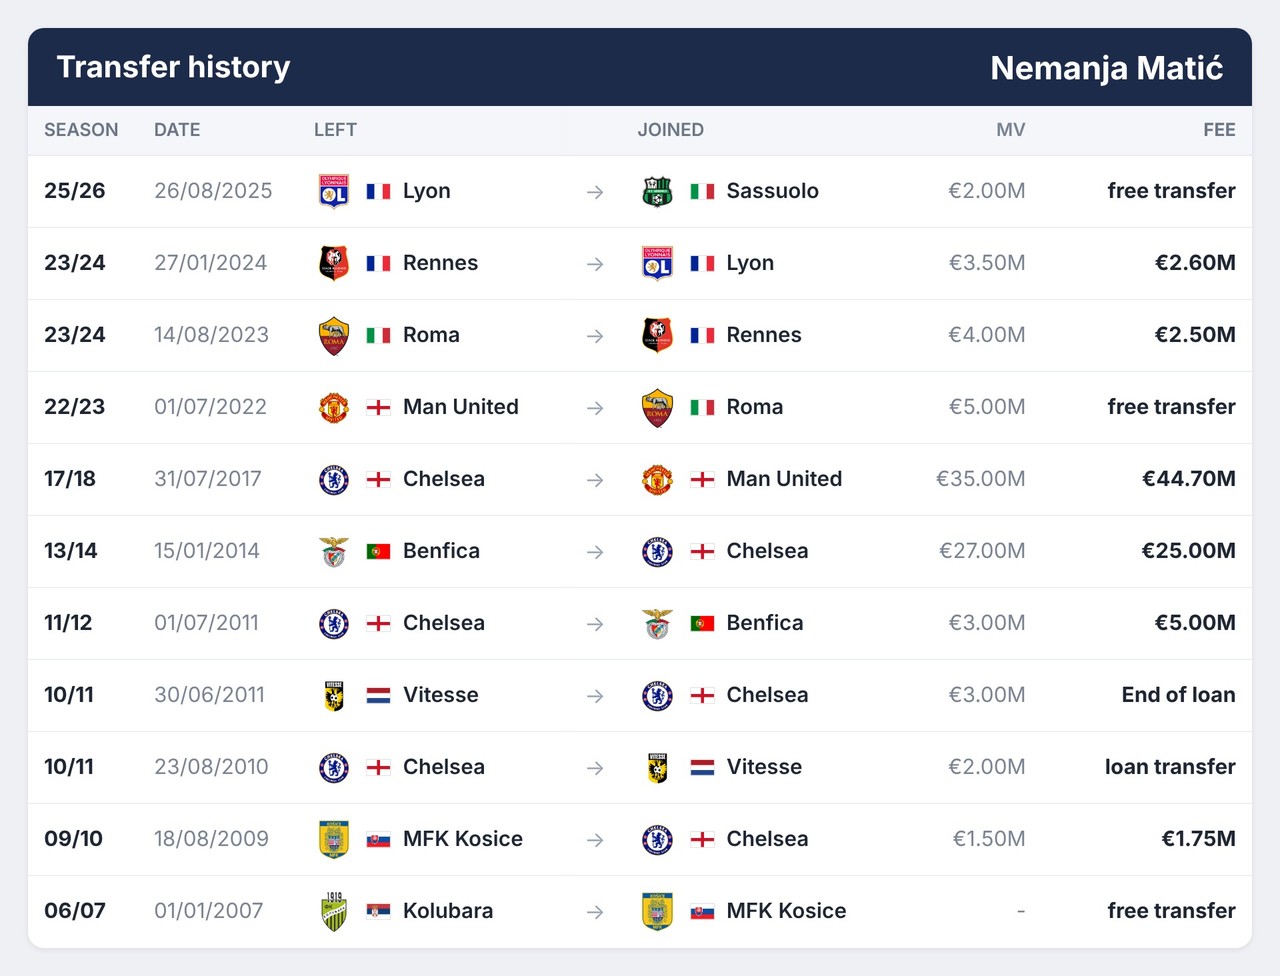 Transfer history Nemanja Matić
SEASON DATE LEFT JOINED MV FEE
25/26 26/08/2025 Lyon → Sassuolo €2.00M free transfer
23/24 27/01/2024 Rennes → Lyon €3.50M €2.60M
23/24 14/08/2023 Roma → Rennes €4.00M €2.50M
22/23 01/07/2022 Man United → Roma €5.00M free transfer
17/18 31/07/2017 Chelsea → Man United €35.00M €44.70M
13/14 15/01/2014 Benfica → Chelsea €27.00M €25.00M
11/12 01/07/2011 Chelsea → Benfica €3.00M €5.00M
10/11 30/06/2011 Vitesse → Chelsea €3.00M End of loan
10/11 23/08/2010 Chelsea → Vitesse €2.00M loan transfer
09/10 18/08/2009 MFK Kosice → Chelsea €1.50M €1.75M
06/07 01/01/2007 Kolubara → MFK Kosice - free transfer